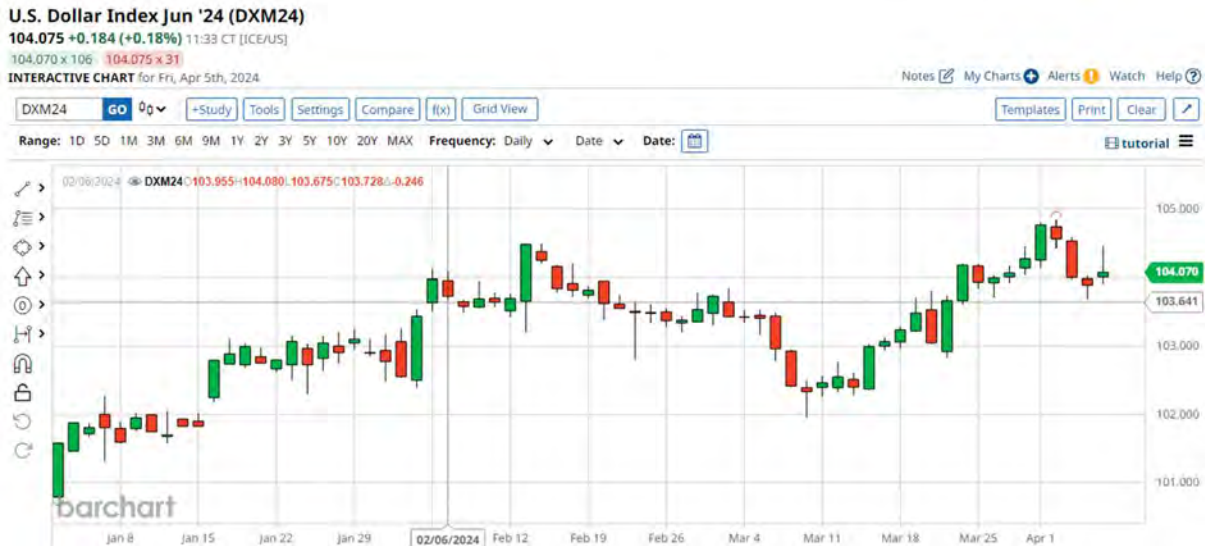 U.S. Dollar Index Jun '24 (DXM24)
104.075 +0.184 (+0.18%) 11:33 CT [ICE/US]
104.070 x 106 104.075 x 31
INTERACTIVE CHART for Fri, Apr 5th, 2024
Notes My Charts Alerts Watch Help
DXM24 GO +Study Tools Settings Compare f(x) Grid View Templates Print Clear
Range: 1D 5D 1M 3M 6M 9M 1Y 2Y 3Y 5Y 10Y 20Y MAX Frequency: Daily Date Date: tutorial
02/06/2024 DXM24 O103.955 H104.080 L103.675 C103.728 Δ-0.246
105.000
104.070
103.641
103.000
102.000
101.000
barchart
Jan 8 Jan 15 Jan 22 Jan 29 02/06/2024 Feb 12 Feb 19 Feb 26 Mar 4 Mar 11 Mar 18 Mar 25 Apr 1